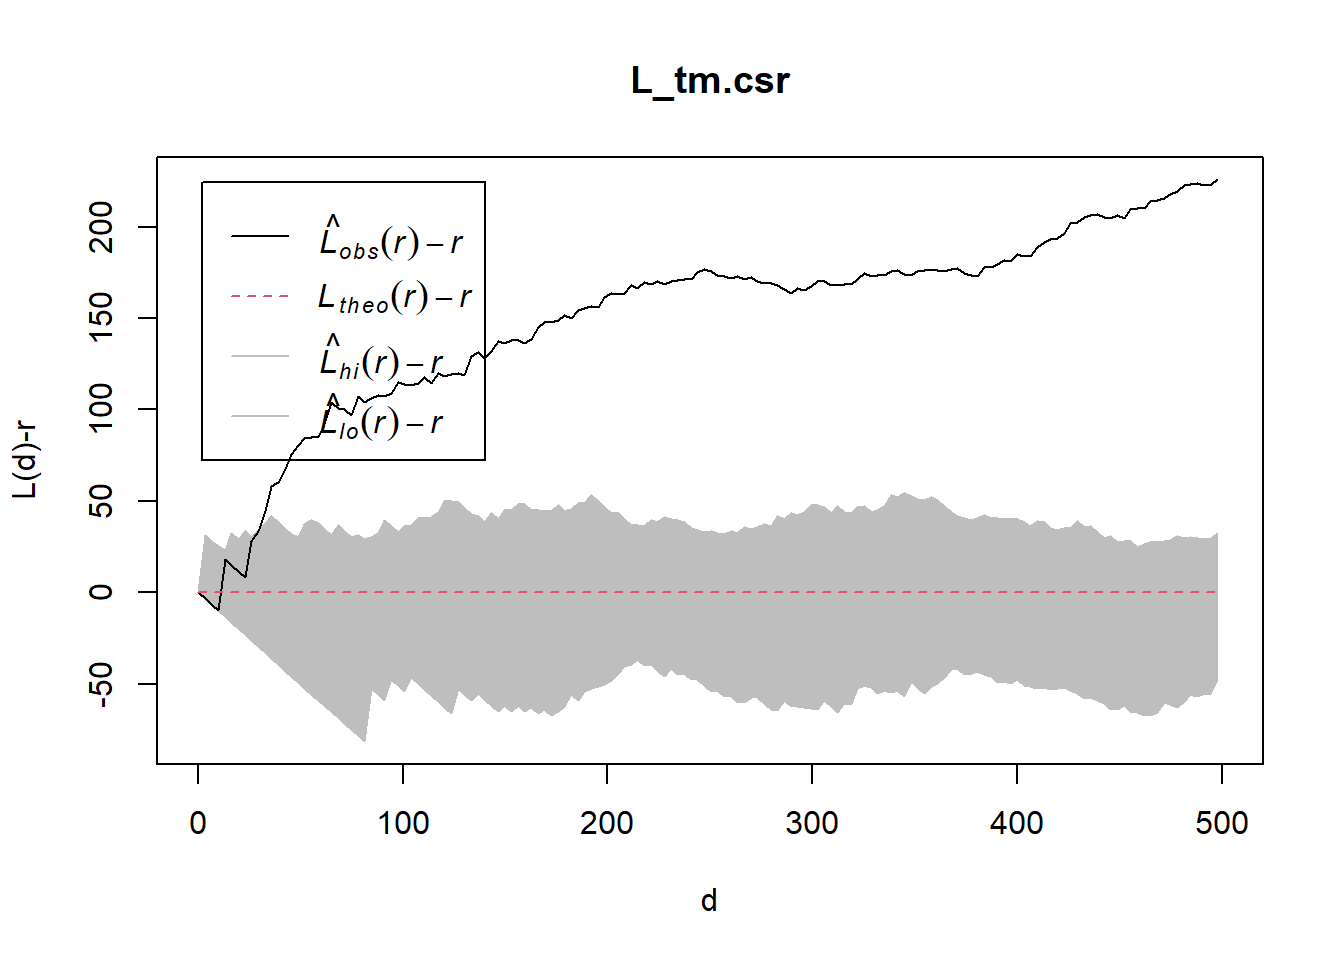 L_tm.csr
L(d)-r
200
150
100
50
0
-50
L̂obs(r) – r
Ltheo(r) – r
L̂hi(r) – r
L̂lo(r) – r
0 100 200 300 400 500
d